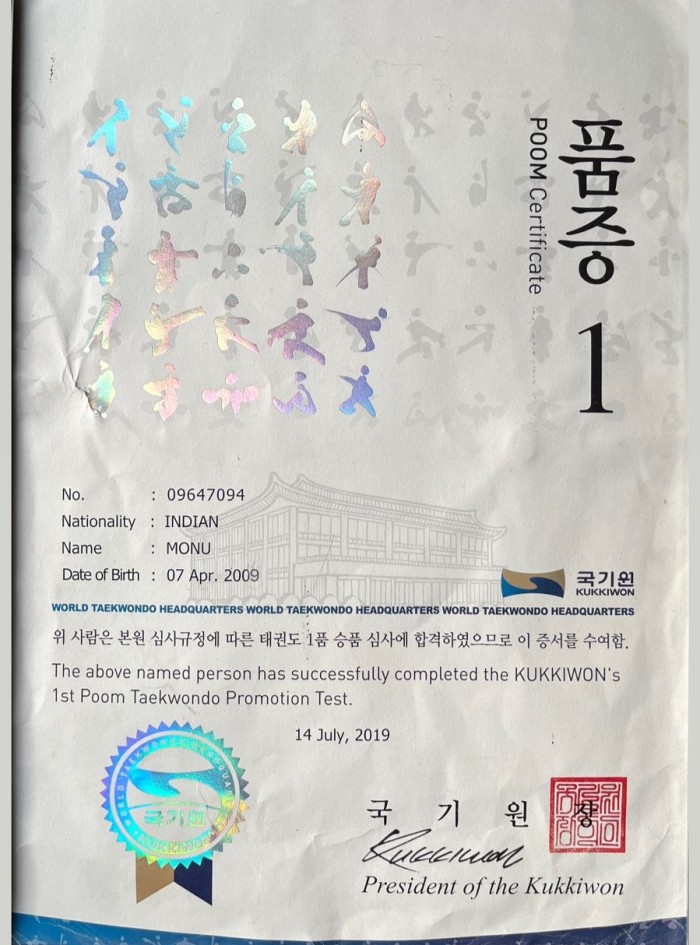 품증 1
POOM Certificate
No. : 09647094
Nationality : INDIAN
Name : MONU
Date of Birth : 07 Apr. 2009
국기원
KUKKIWON
WORLD TAEKWONDO HEADQUARTERS WORLD TAEKWONDO HEADQUARTERS WORLD TAEKWONDO HEADQUARTERS
위 사람은 본원 심사규정에 따른 태권도 1품 승품 심사에 합격하였으므로 이 증서를 수여함.
The above named person has successfully completed the KUKKIWON's
1st Poom Taekwondo Promotion Test.
14 July, 2019
국기원
국 기 원 장
Kukkiwon
President of the Kukkiwon